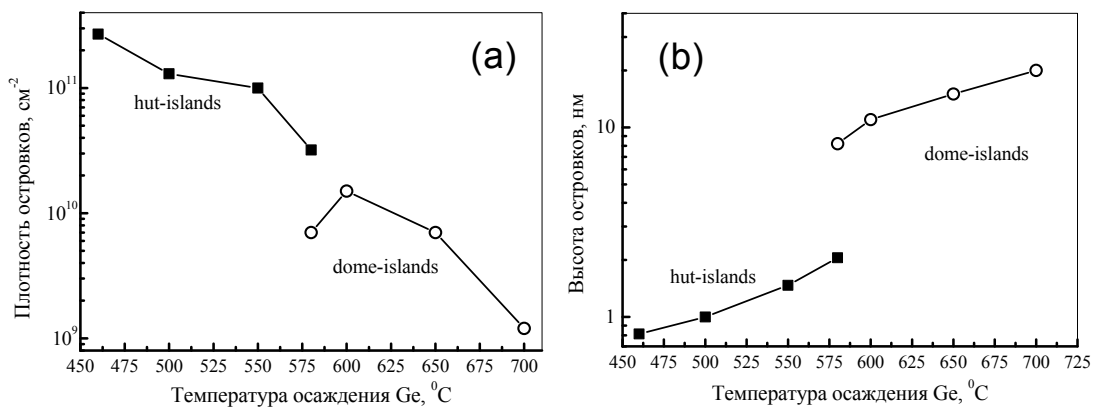 (a)
Плотность островков, см⁻²
10¹¹
10¹⁰
10⁹
hut-islands
dome-islands
450 475 500 525 550 575 600 625 650 675 700
Температура осаждения Ge, ⁰C
(b)
Высота островков, нм
10
1
dome-islands
hut-islands
450 475 500 525 550 575 600 625 650 675 700 725
Температура осаждения Ge, ⁰C